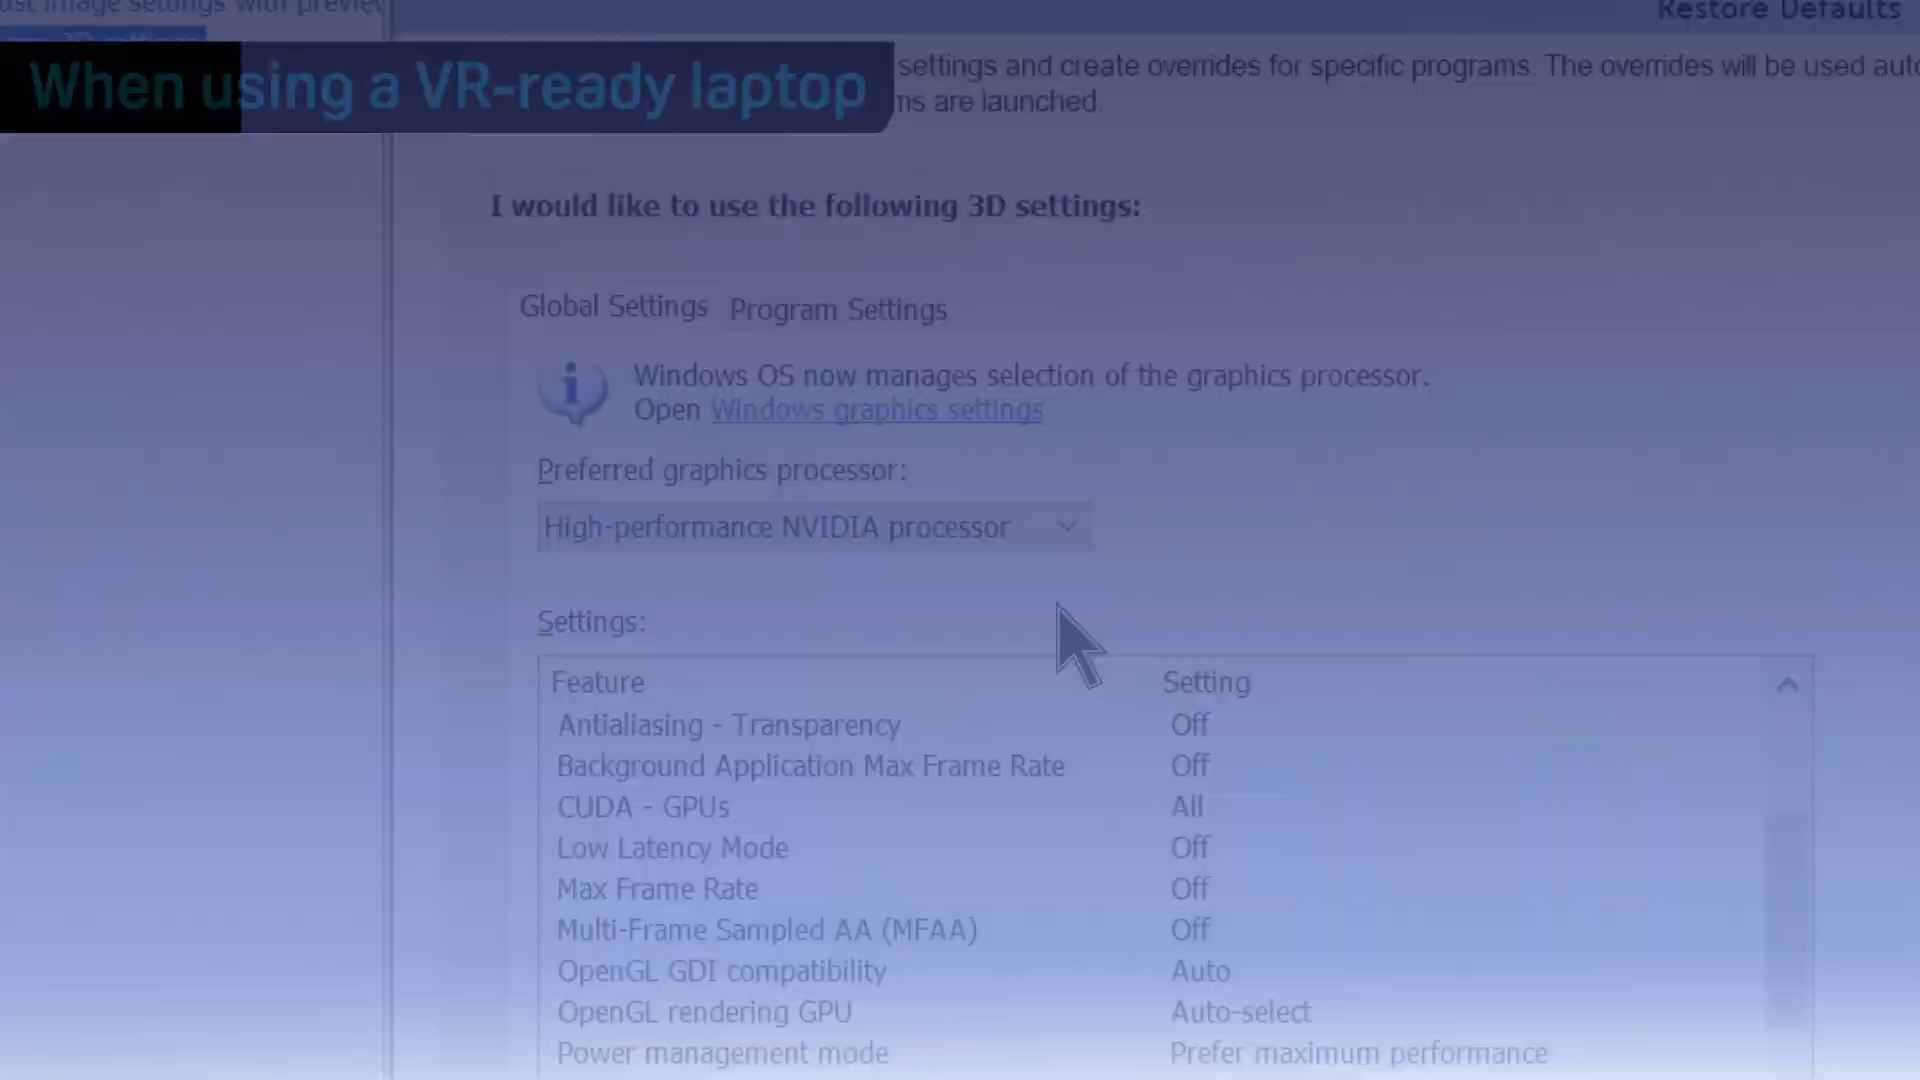 ust image settings with preview
Restore Defaults
When using a VR-ready laptop
settings and create overrides for specific programs. The overrides will be used auto
ms are launched.
I would like to use the following 3D settings:
Global Settings Program Settings
Windows OS now manages selection of the graphics processor.
Open Windows graphics settings
Preferred graphics processor:
High-performance NVIDIA processor
Settings:
Feature Setting
Antialiasing - Transparency Off
Background Application Max Frame Rate Off
CUDA - GPUs All
Low Latency Mode Off
Max Frame Rate Off
Multi-Frame Sampled AA (MFAA) Off
OpenGL GDI compatibility Auto
OpenGL rendering GPU Auto-select
Power management mode Prefer maximum performance